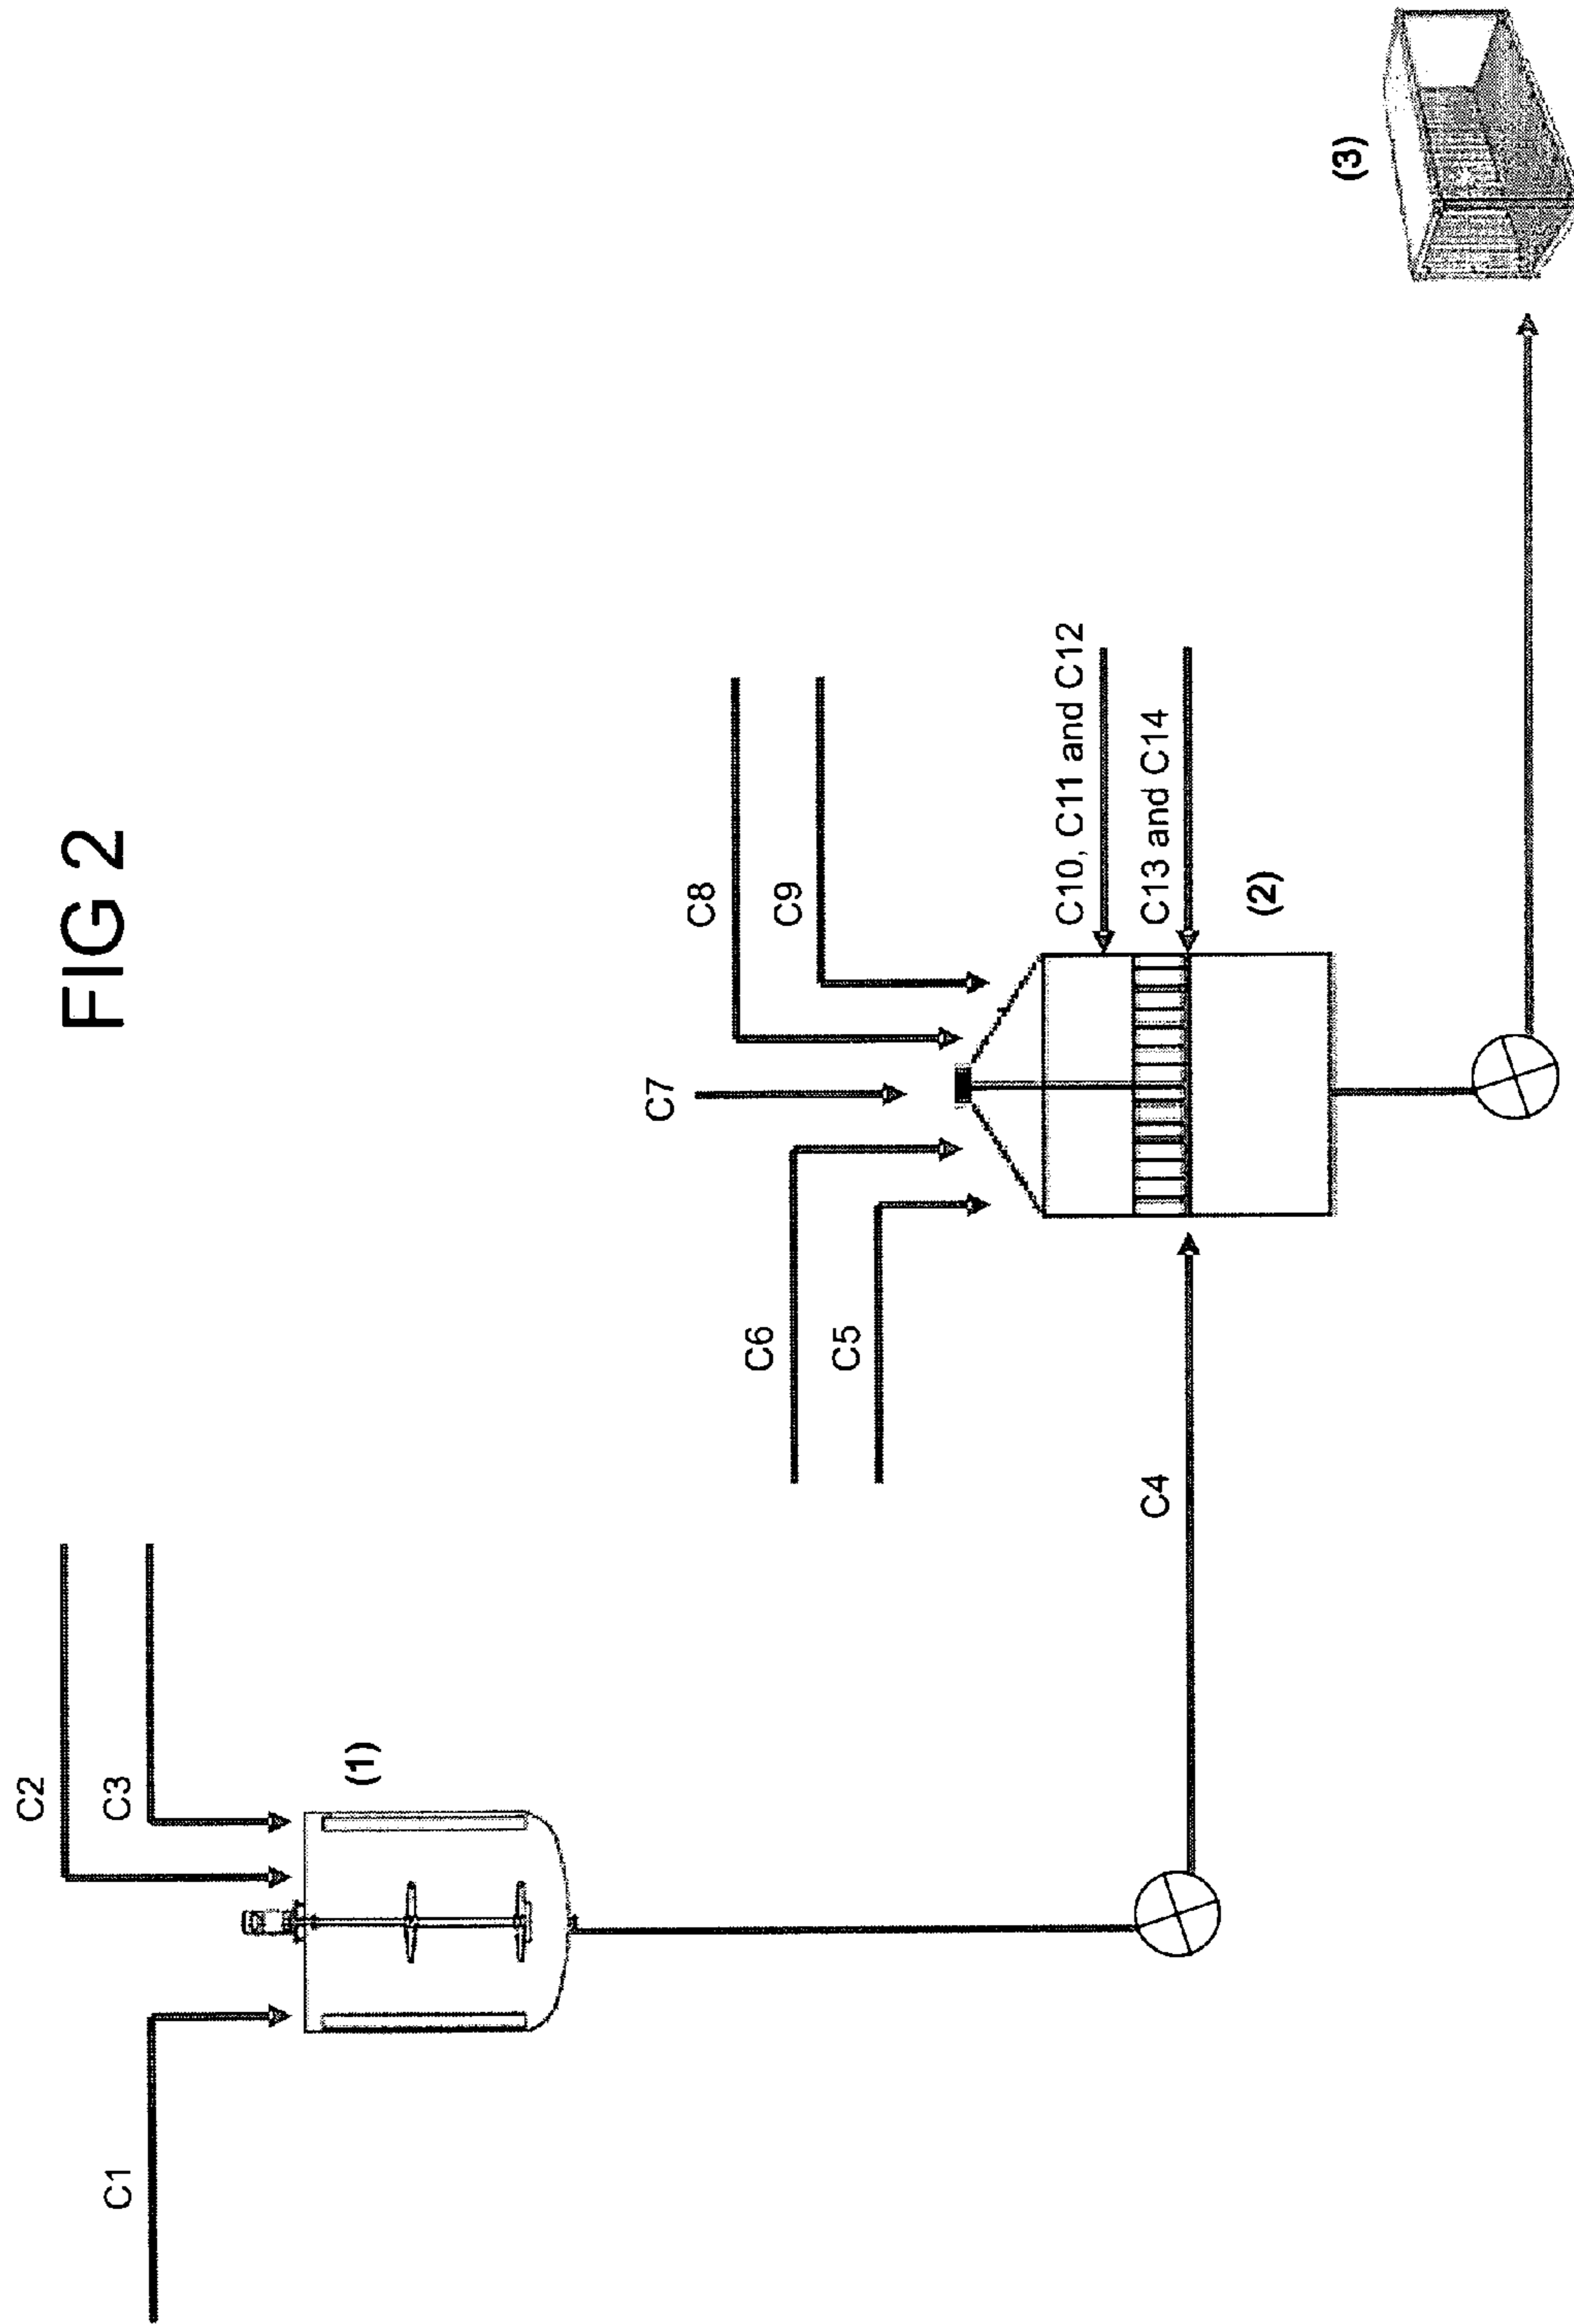 FIG 2
C2
C3
C1
(1)
C8
C9
C7
C6
C5
C10, C11 and C12
C13 and C14
(2)
C4
(3)